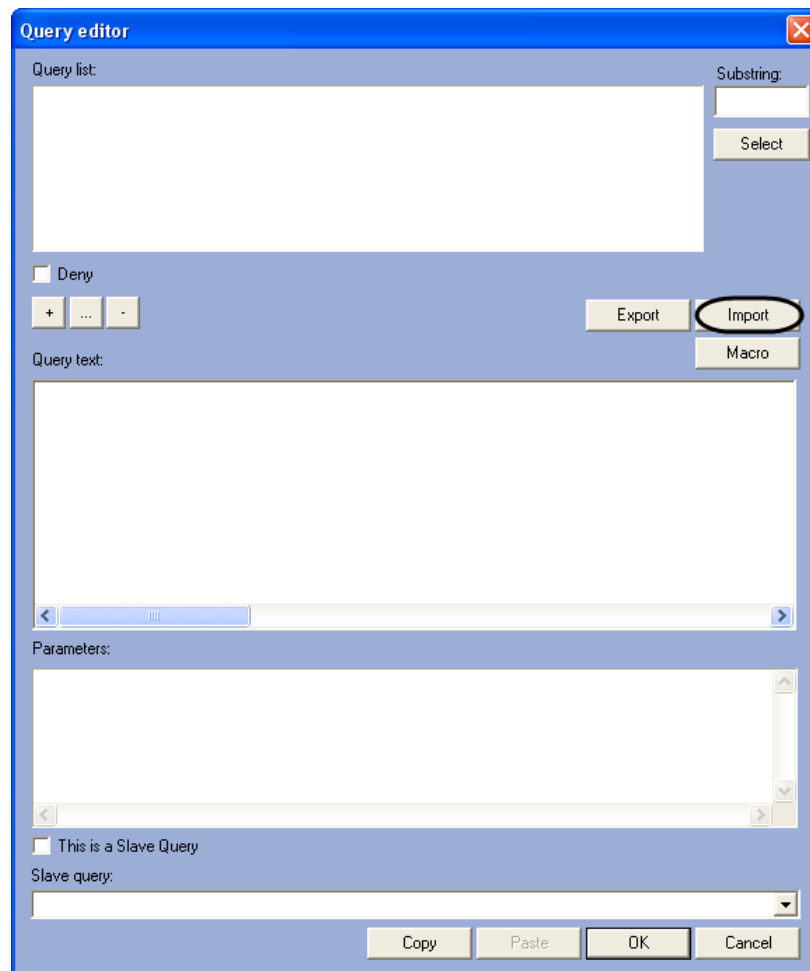 Query editor
Query list:
Substring:
Select
Deny
+ ... -
Export Import
Macro
Query text:
Parameters:
This is a Slave Query
Slave query:
Copy Paste OK Cancel